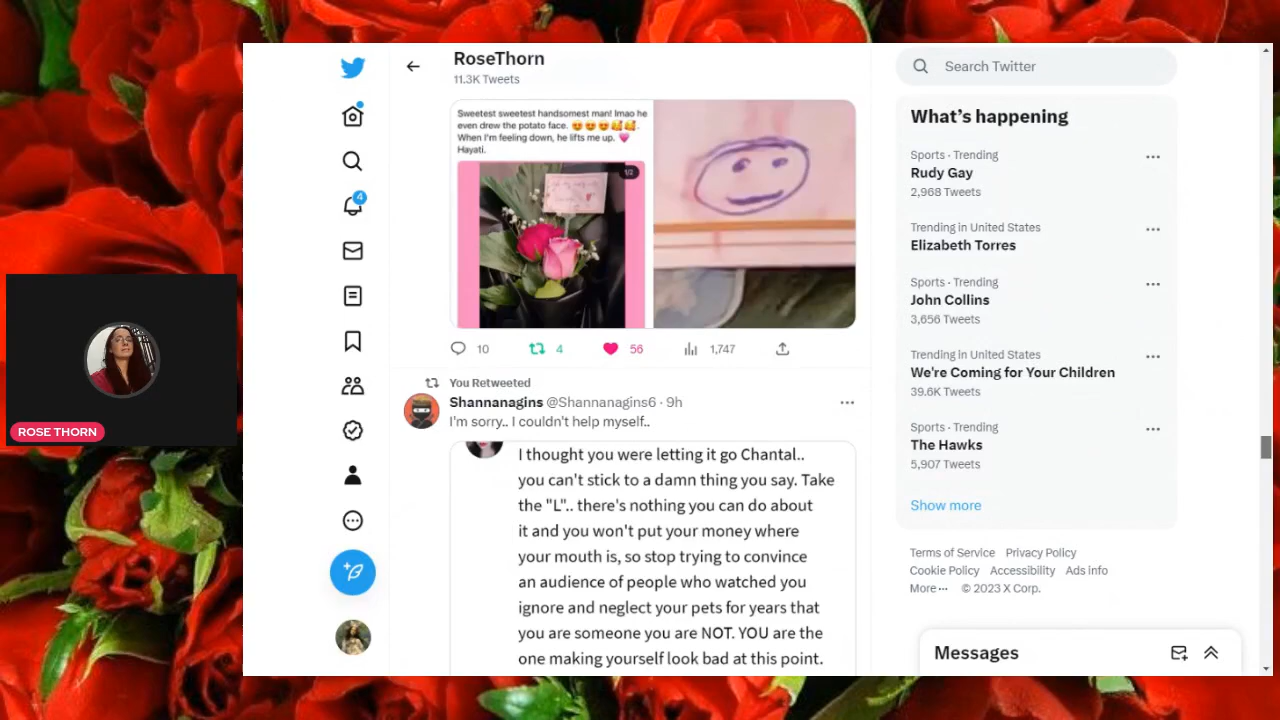 RoseThorn
11.3K Tweets
Sweetest sweetest handsomest man! lmao he
even drew the potato face. 😍😍😍🥰🥰.
When I'm feeling down, he lifts me up. 💗
Hayati.
1/2
10
4
56
1,747
You Retweeted
Shannanagins @Shannanagins6 · 9h
I'm sorry.. I couldn't help myself..
I thought you were letting it go Chantal..
you can't stick to a damn thing you say. Take
the "L".. there's nothing you can do about
it and you won't put your money where
your mouth is, so stop trying to convince
an audience of people who watched you
ignore and neglect your pets for years that
you are someone you are NOT. YOU are the
one making yourself look bad at this point.
4
ROSE THORN
Search Twitter
What's happening
Sports · Trending
Rudy Gay
2,968 Tweets
Trending in United States
Elizabeth Torres
Sports · Trending
John Collins
3,656 Tweets
Trending in United States
We're Coming for Your Children
39.6K Tweets
Sports · Trending
The Hawks
5,907 Tweets
Show more
Terms of Service Privacy Policy
Cookie Policy Accessibility Ads info
More ··· © 2023 X Corp.
Messages